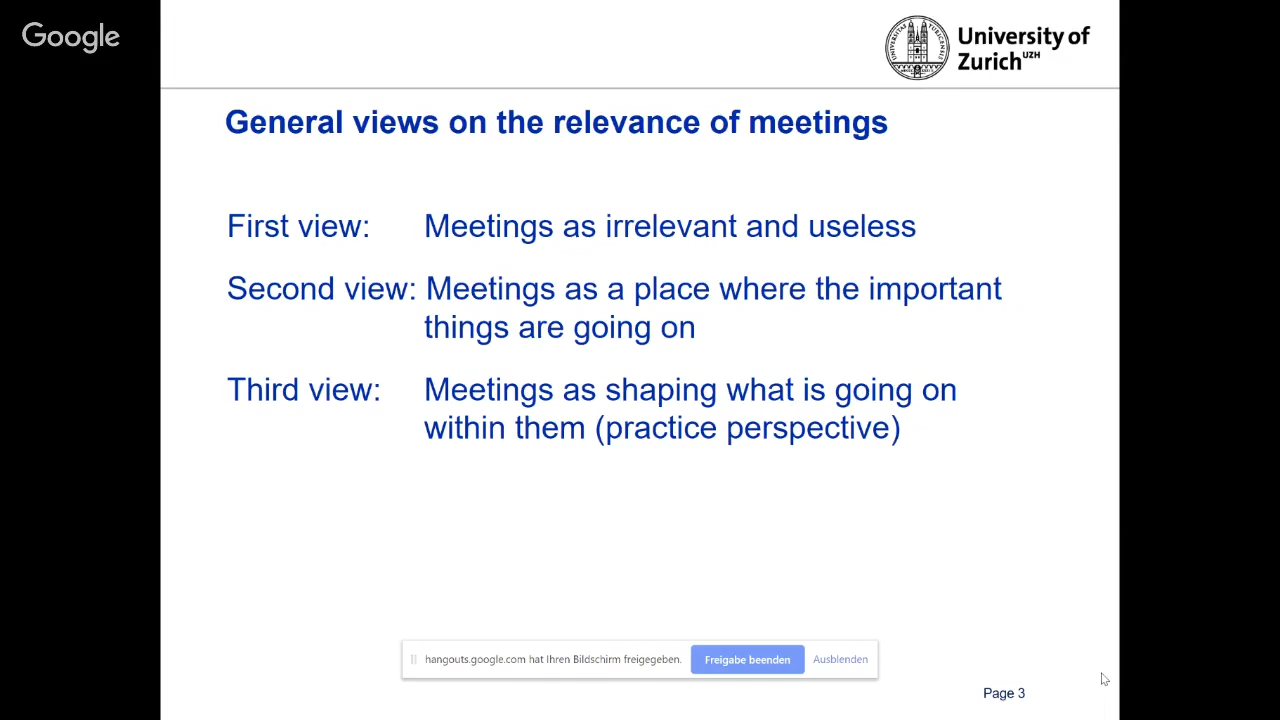 Google
University of
Zurich UZH
General views on the relevance of meetings
First view: Meetings as irrelevant and useless
Second view: Meetings as a place where the important
things are going on
Third view: Meetings as shaping what is going on
within them (practice perspective)
hangouts.google.com hat Ihren Bildschirm freigegeben. Freigabe beenden Ausblenden
Page 3